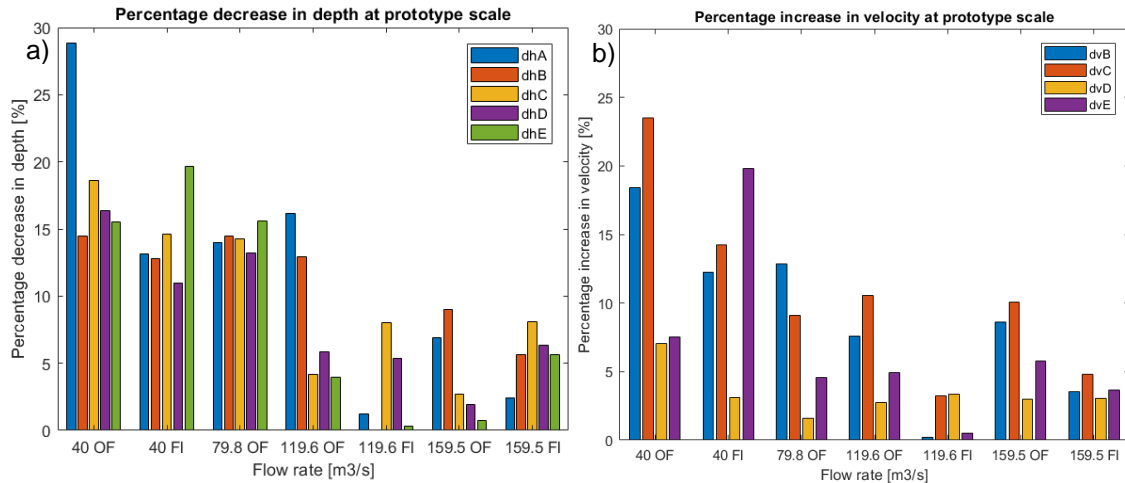 Percentage decrease in depth at prototype scale
a)
30
25
20
15
10
5
0
Percentage decrease in depth [%]
dhA
dhB
dhC
dhD
dhE
40 OF 40 FI 79.8 OF 119.6 OF 119.6 FI 159.5 OF 159.5 FI
Flow rate [m3/s]
Percentage increase in velocity at prototype scale
b)
30
25
20
15
10
5
0
Percentage increase in velocity [%]
dvB
dvC
dvD
dvE
40 OF 40 FI 79.8 OF 119.6 OF 119.6 FI 159.5 OF 159.5 FI
Flow rate [m3/s]